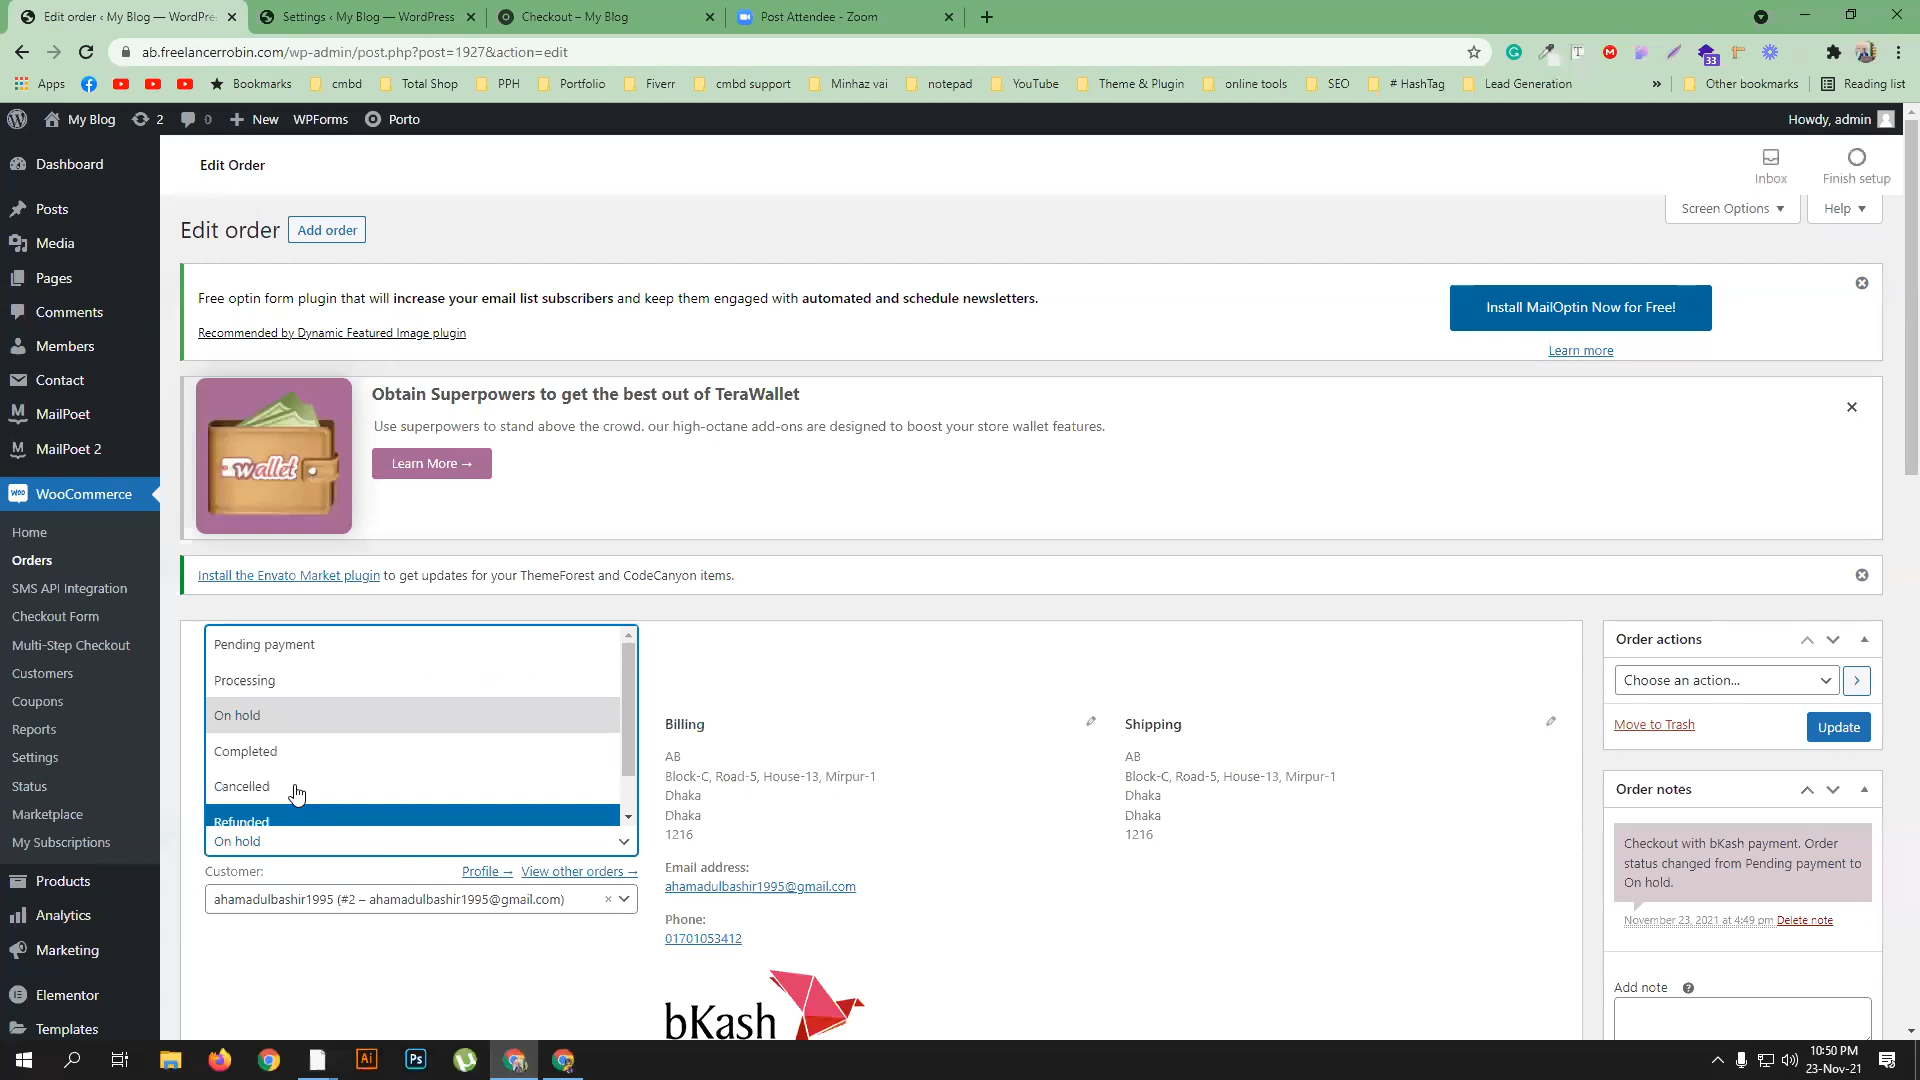 Edit order ‹ My Blog — WordPre
Settings ‹ My Blog — WordPress
Checkout – My Blog
Post Attendee - Zoom
ab.freelancerrobin.com/wp-admin/post.php?post=1927&action=edit
33
Apps
Bookmarks
cmbd
Total Shop
PPH
Portfolio
Fiverr
cmbd support
Minhaz vai
notepad
YouTube
Theme & Plugin
online tools
SEO
# HashTag
Lead Generation
»
Other bookmarks
Reading list
My Blog
2
0
New
WPForms
Porto
Howdy, admin
Dashboard
Posts
Media
Pages
Comments
Members
Contact
MailPoet
MailPoet 2
WooCommerce
Home
Orders
SMS API Integration
Checkout Form
Multi-Step Checkout
Customers
Coupons
Reports
Settings
Status
Marketplace
My Subscriptions
Products
Analytics
Marketing
Elementor
Templates
Edit Order
Inbox
Finish setup
Screen Options
Help
Edit order
Add order
Free optin form plugin that will increase your email list subscribers and keep them engaged with automated and schedule newsletters.
Recommended by Dynamic Featured Image plugin
Install MailOptin Now for Free!
Learn more
wallet
Obtain Superpowers to get the best out of TeraWallet
Use superpowers to stand above the crowd. our high-octane add-ons are designed to boost your store wallet features.
Learn More →
Install the Envato Market plugin to get updates for your ThemeForest and CodeCanyon items.
Pending payment
Processing
On hold
Completed
Cancelled
Refunded
On hold
Customer:
Profile →
View other orders →
ahamadulbashir1995 (#2 – ahamadulbashir1995@gmail.com)
×
Billing
AB
Block-C, Road-5, House-13, Mirpur-1
Dhaka
Dhaka
1216
Email address:
ahamadulbashir1995@gmail.com
Phone:
01701053412
bKash
Shipping
AB
Block-C, Road-5, House-13, Mirpur-1
Dhaka
Dhaka
1216
Order actions
Choose an action...
Move to Trash
Update
Order notes
Checkout with bKash payment. Order
status changed from Pending payment to
On hold.
November 23, 2021 at 4:49 pm Delete note
Add note
Ai
Ps
10:50 PM
23-Nov-21